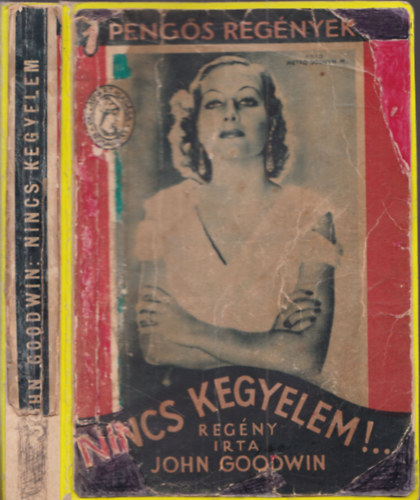 JOHN GOODWIN: NINCS KEGYELEM
1 PENGŐS REGÉNYEK
NINCS KEGYELEM!..
REGÉNY
IRTA
JOHN GOODWIN